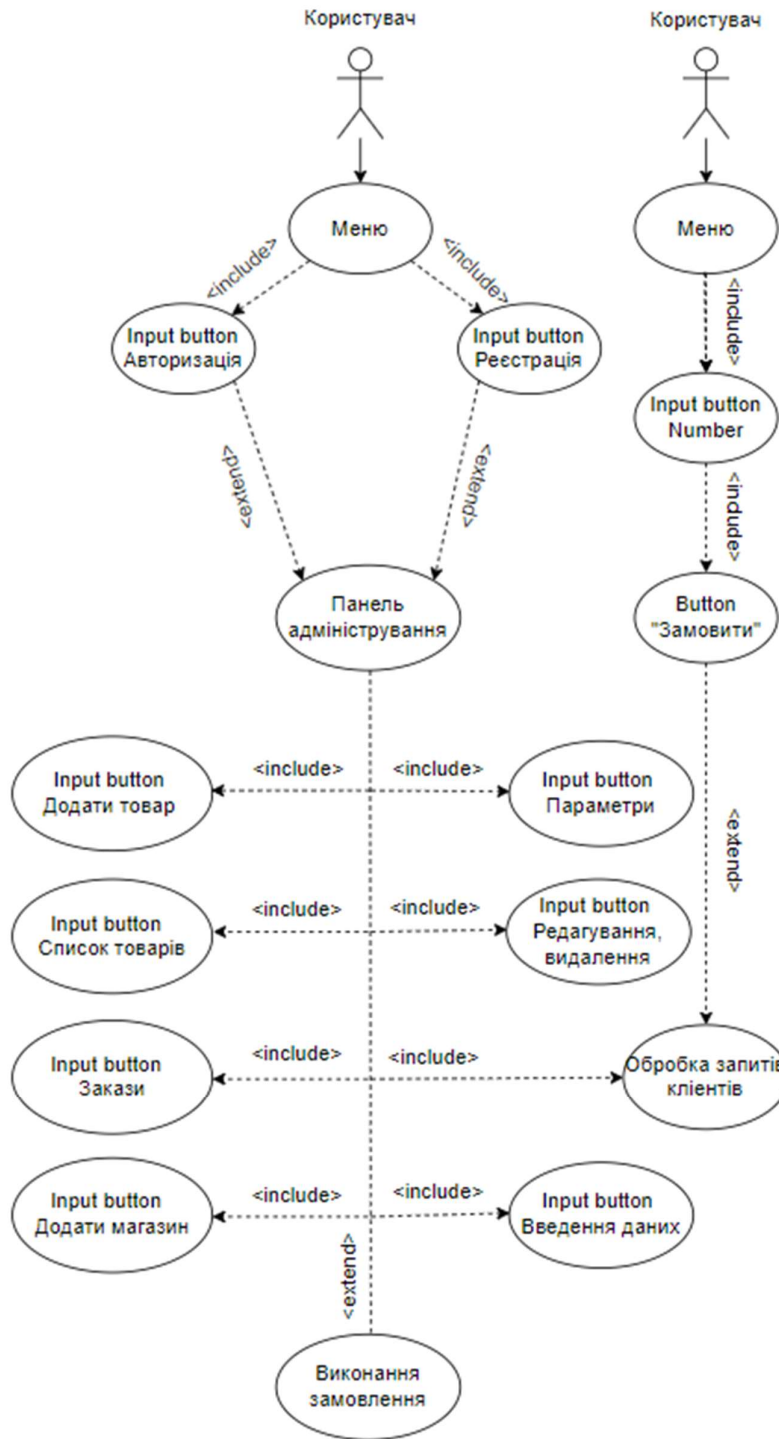 Користувач
Користувач
Меню
Меню
<include>
<include>
<include>
Input button
Авторизація
Input button
Реєстрація
Input button
Number
<extend>
<extend>
<include>
Панель
адміністрування
Button
"Замовити"
<include>
<include>
Input button
Додати товар
Input button
Параметри
<extend>
<include>
<include>
Input button
Список товарів
Input button
Редагування,
видалення
<include>
<include>
Input button
Закази
Обробка запитів
кліентів
<include>
<include>
Input button
Додати магазин
Input button
Введення даних
<extend>
Виконання
замовлення